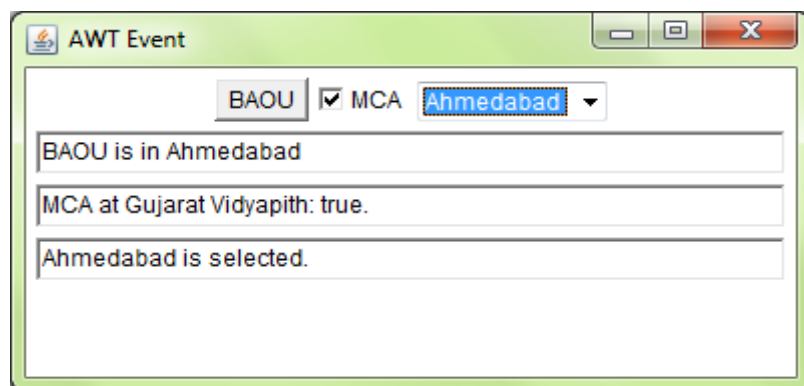 AWT Event
BAOU MCA Ahmedabad
BAOU is in Ahmedabad
MCA at Gujarat Vidyapith: true.
Ahmedabad is selected.